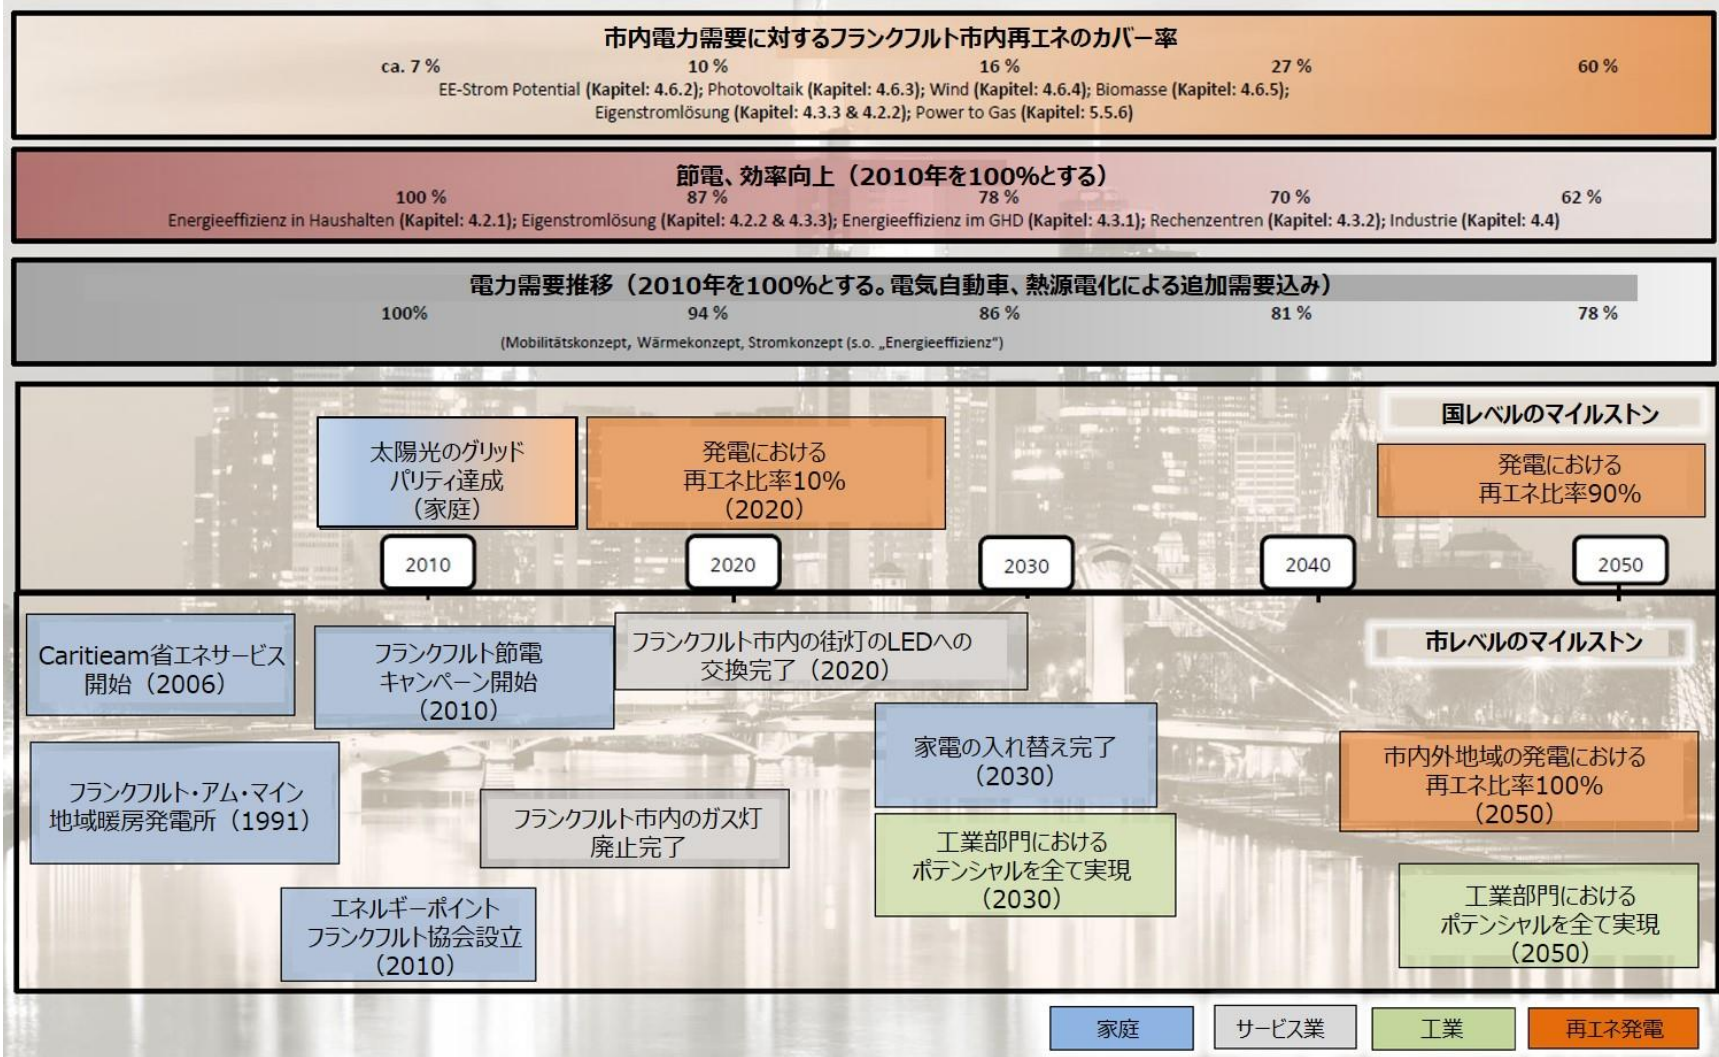 市内電力需要に対するフランクフルト市内再エネのカバー率
ca. 7 % 10 % 16 % 27 % 60 %
EE-Strom Potential (Kapitel: 4.6.2); Photovoltaik (Kapitel: 4.6.3); Wind (Kapitel: 4.6.4); Biomasse (Kapitel: 4.6.5);
Eigenstromlösung (Kapitel: 4.3.3 & 4.2.2); Power to Gas (Kapitel: 5.5.6)
節電、効率向上（2010年を100%とする）
100 % 87 % 78 % 70 % 62 %
Energieeffizienz in Haushalten (Kapitel: 4.2.1); Eigenstromlösung (Kapitel: 4.2.2 & 4.3.3); Energieeffizienz im GHD (Kapitel: 4.3.1); Rechenzentren (Kapitel: 4.3.2); Industrie (Kapitel: 4.4)
電力需要推移（2010年を100%とする。電気自動車、熱源電化による追加需要込み）
100% 94 % 86 % 81 % 78 %
(Mobilitätskonzept, Wärmekonzept, Stromkonzept (s.o. „Energieeffizienz")
国レベルのマイルストン
太陽光のグリッド
パリティ達成
（家庭）
発電における
再エネ比率10%
（2020）
発電における
再エネ比率90%
2010 2020 2030 2040 2050
市レベルのマイルストン
Caritieam省エネサービス
開始（2006）
フランクフルト節電
キャンペーン開始
（2010）
フランクフルト市内の街灯のLEDへの
交換完了（2020）
家電の入れ替え完了
（2030）
市内外地域の発電における
再エネ比率100%
（2050）
フランクフルト・アム・マイン
地域暖房発電所（1991）
フランクフルト市内のガス灯
廃止完了
工業部門における
ポテンシャルを全て実現
（2030）
エネルギーポイント
フランクフルト協会設立
（2010）
工業部門における
ポテンシャルを全て実現
（2050）
家庭 サービス業 工業 再エネ発電